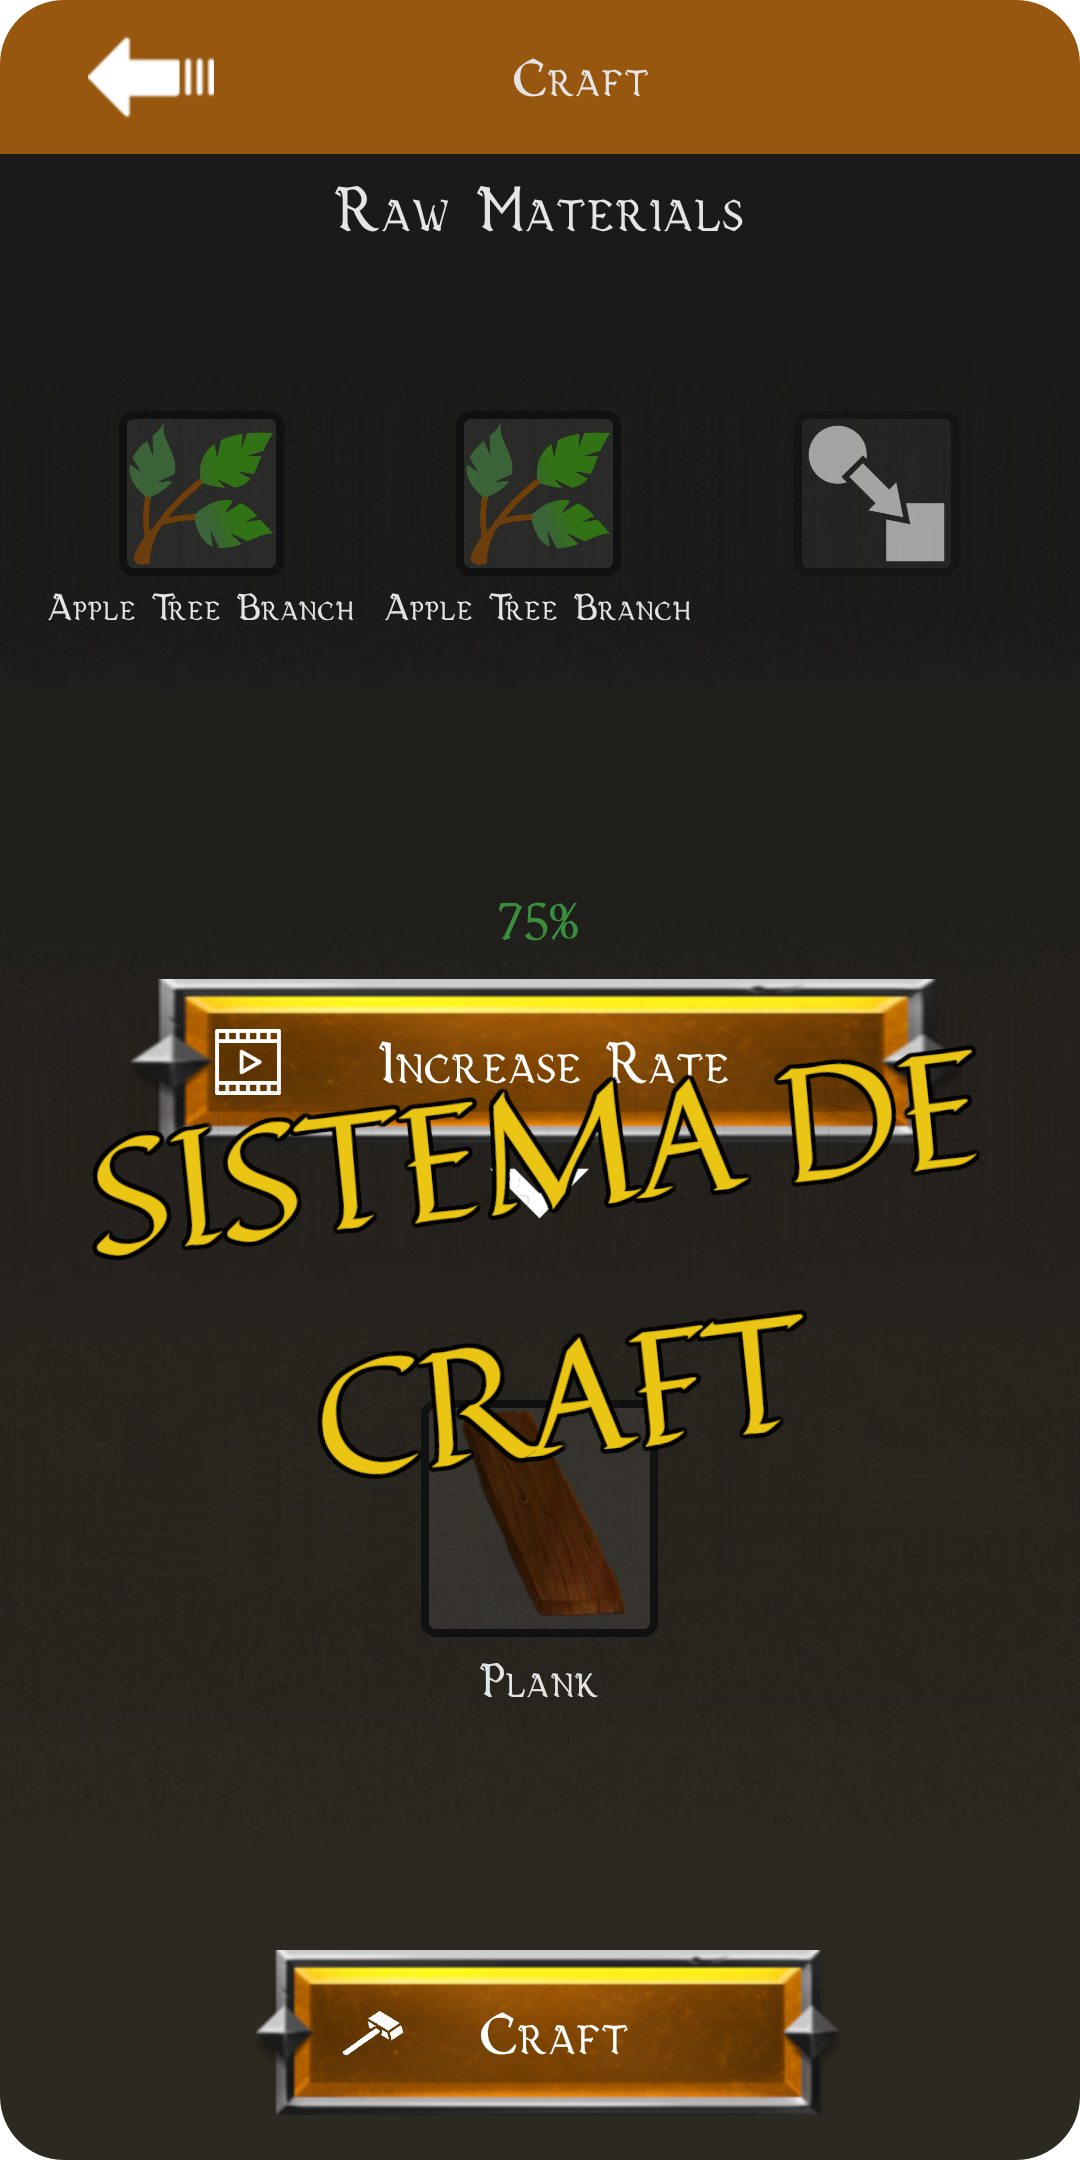 Craft
Raw Materials
Apple Tree Branch Apple Tree Branch
75%
Increase Rate
SISTEMA DE
CRAFT
Plank
Craft